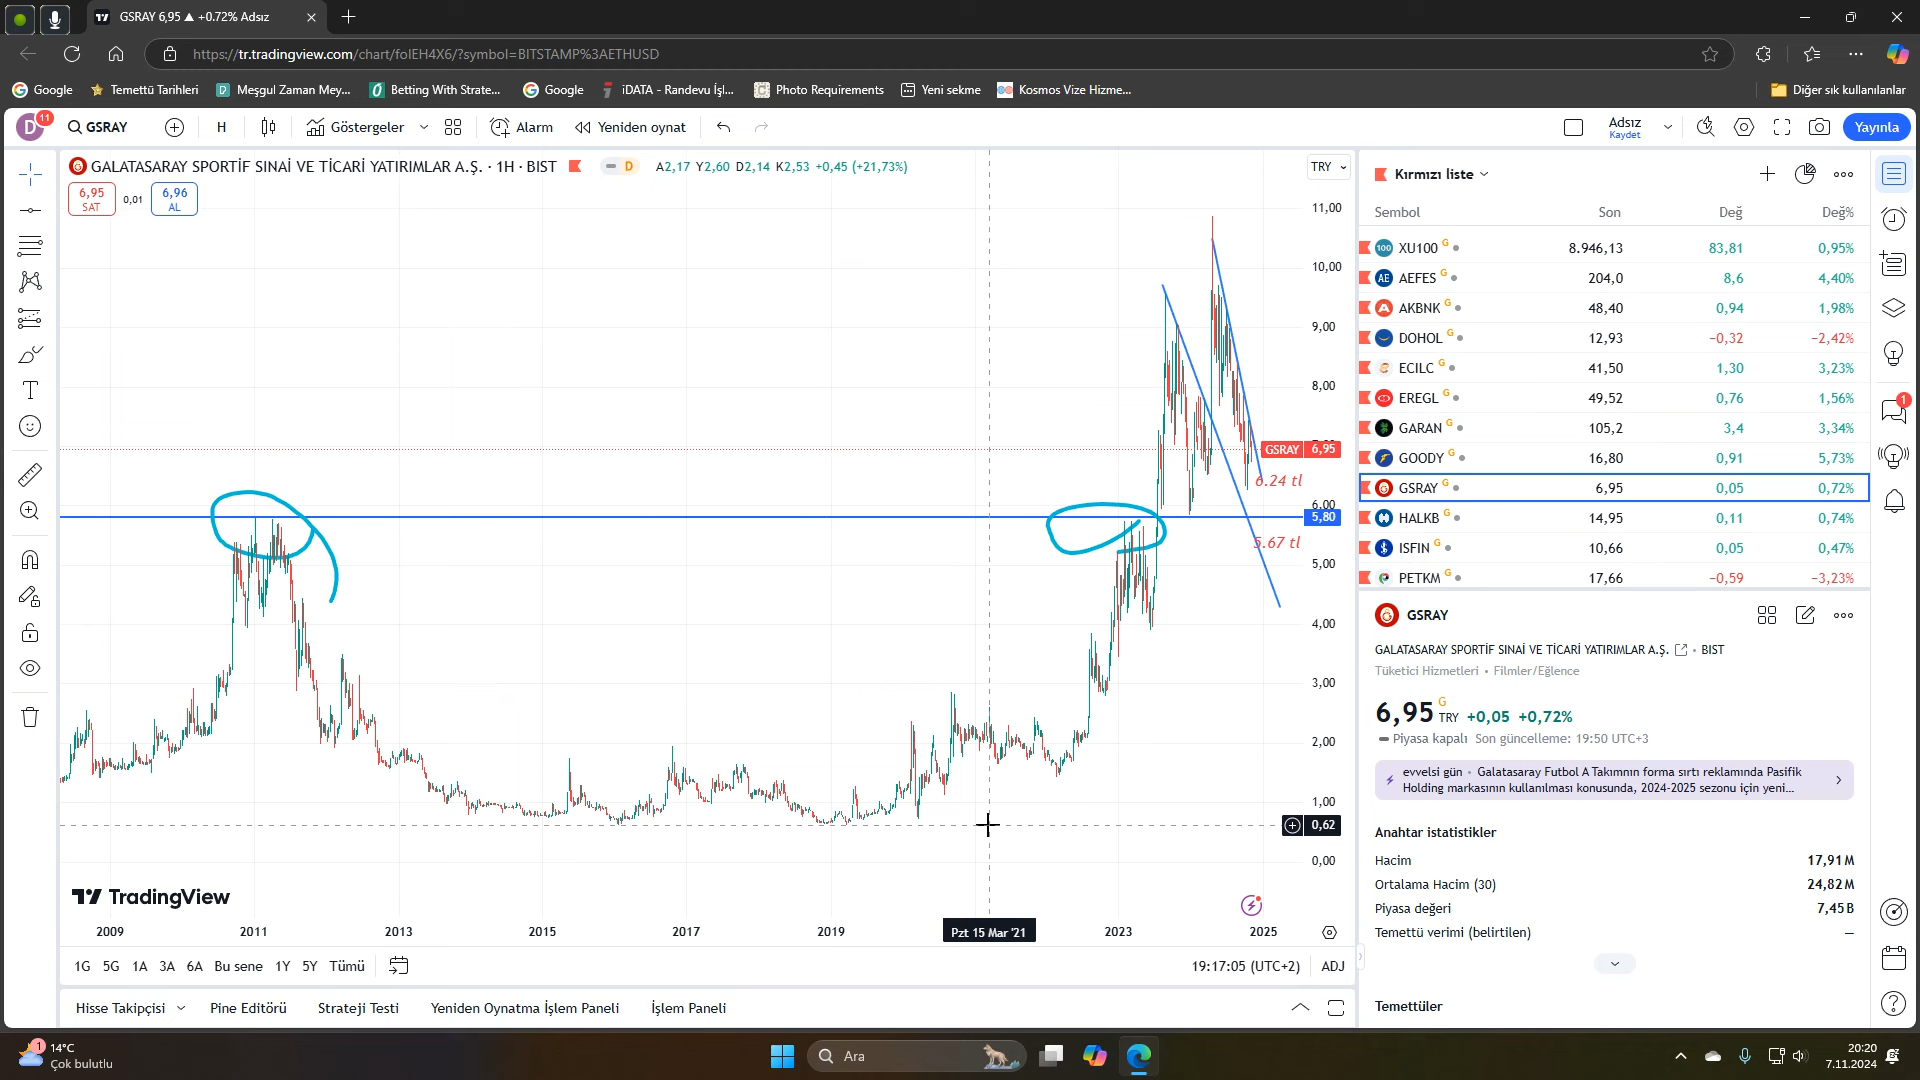 GSRAY 6,95 ▲ +0.72% Adsız
https://tr.tradingview.com/chart/foIEH4X6/?symbol=BITSTAMP%3AETHUSD
Google
Temettü Tarihleri
Meşgul Zaman Mey...
Betting With Strate...
Google
iDATA - Randevu İşl...
Photo Requirements
Yeni sekme
Kosmos Vize Hizme...
Diğer sık kullanılanlar
D 11
GSRAY
H
Göstergeler
Alarm
Yeniden oynat
Adsız
Kaydet
Yayınla
GALATASARAY SPORTİF SINAİ VE TİCARİ YATIRIMLAR A.Ş. · 1H · BIST
D
A2,17 Y2,60 D2,14 K2,53 +0,45 (+21,73%)
TRY
6,95
SAT
0,01
6,96
AL
11,00
10,00
9,00
8,00
GSRAY 6,95
6.24 tl
6,00
5,80
5.67 tl
5,00
4,00
3,00
2,00
1,00
0,62
0,00
TradingView
2009
2011
2013
2015
2017
2019
Pzt 15 Mar '21
2023
2025
1G 5G 1A 3A 6A Bu sene 1Y 5Y Tümü
19:17:05 (UTC+2) ADJ
Hisse Takipçisi
Pine Editörü
Strateji Testi
Yeniden Oynatma İşlem Paneli
İşlem Paneli
Kırmızı liste
Sembol Son Değ Değ%
100 XU100 G 8.946,13 83,81 0,95%
AE AEFES G 204,0 8,6 4,40%
AKBNK G 48,40 0,94 1,98%
DOHOL G 12,93 −0,32 −2,42%
ECILC G 41,50 1,30 3,23%
EREGL G 49,52 0,76 1,56%
GARAN G 105,2 3,4 3,34%
GOODY G 16,80 0,91 5,73%
GSRAY G 6,95 0,05 0,72%
HALKB G 14,95 0,11 0,74%
ISFIN G 10,66 0,05 0,47%
PETKM G 17,66 −0,59 −3,23%
GSRAY
GALATASARAY SPORTİF SINAİ VE TİCARİ YATIRIMLAR A.Ş. • BIST
Tüketici Hizmetleri • Filmler/Eğlence
6,95 G TRY +0,05 +0,72%
Piyasa kapalı Son güncelleme: 19:50 UTC+3
evvelsi gün • Galatasaray Futbol A Takımnın forma sırtı reklamında Pasifik
Holding markasının kullanılması konusunda, 2024-2025 sezonu için yeni...
Anahtar istatistikler
Hacim 17,91M
Ortalama Hacim (30) 24,82M
Piyasa değeri 7,45B
Temettü verimi (belirtilen) —
Temettüler
1
1
14°C
Çok bulutlu
Ara
20:20
7.11.2024